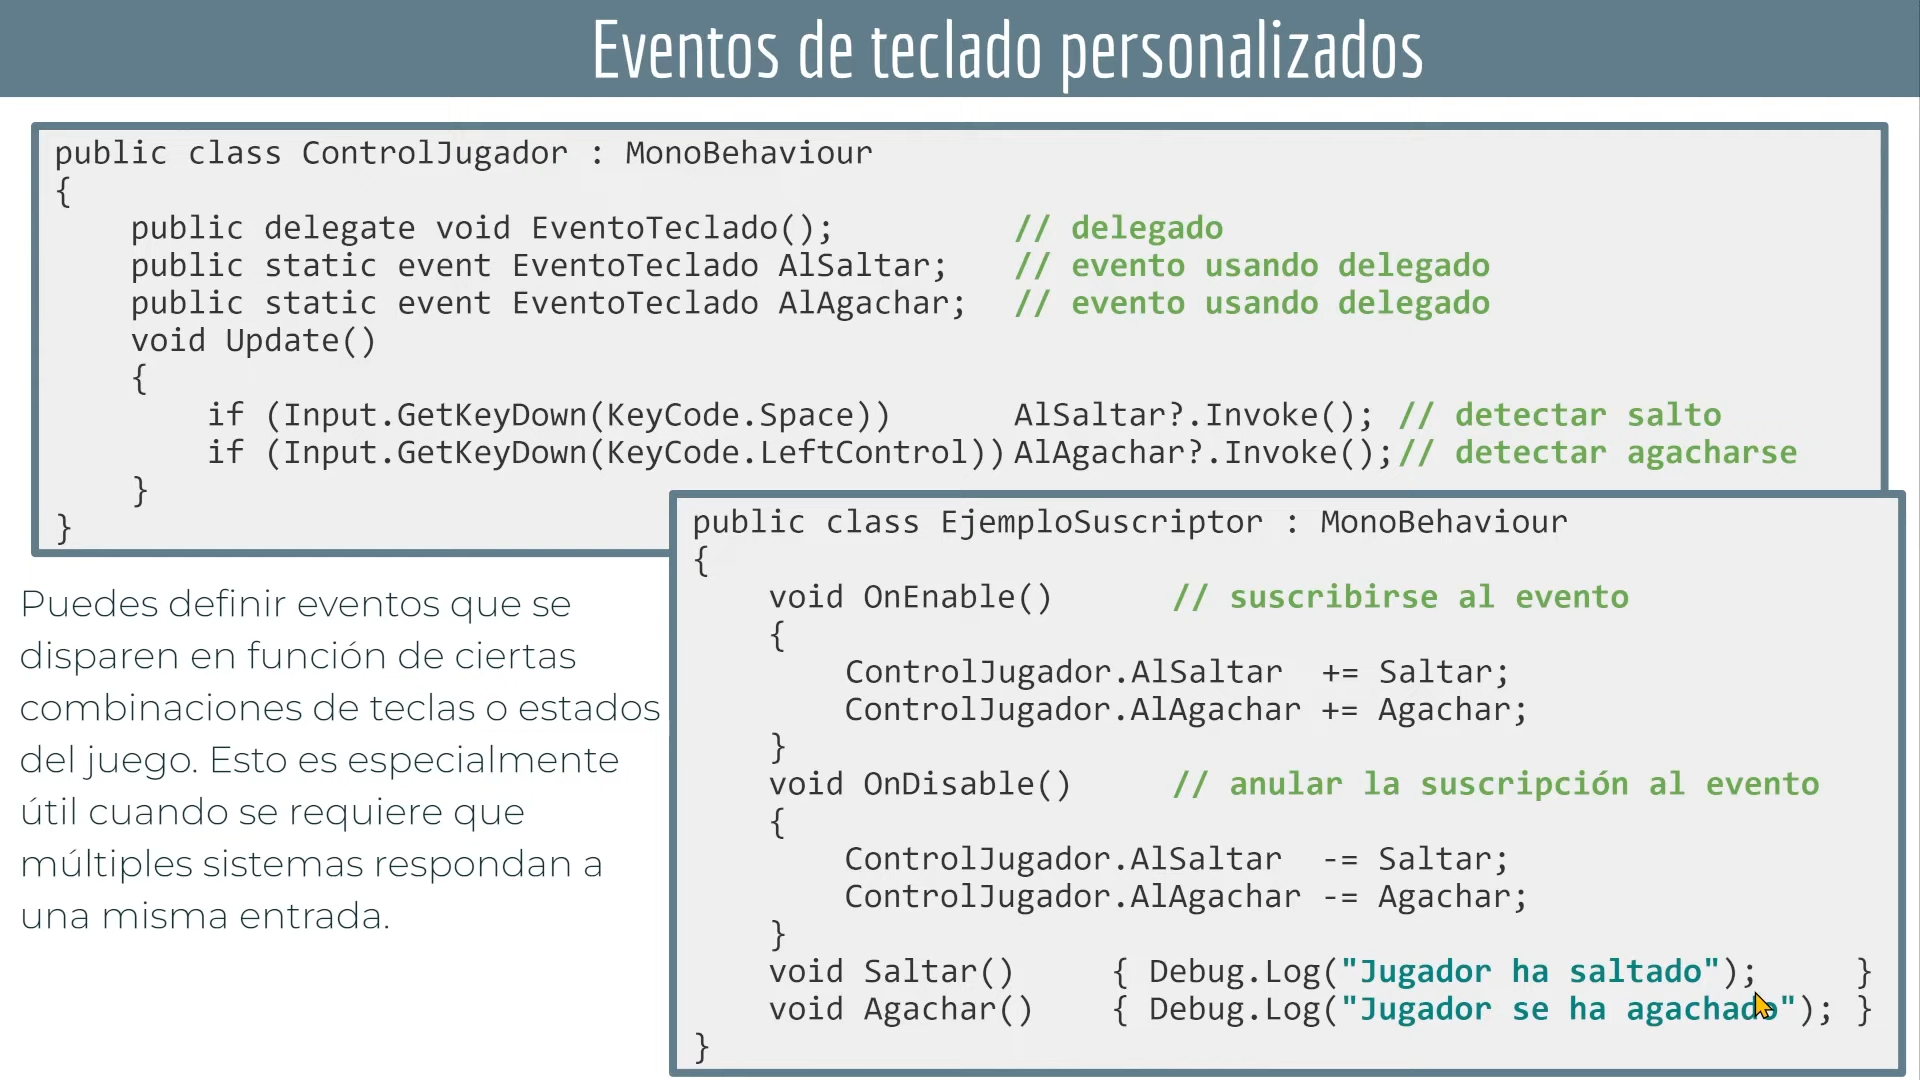 Eventos de teclado personalizados
public class ControlJugador : MonoBehaviour
{
    public delegate void EventoTeclado();          // delegado
    public static event EventoTeclado AlSaltar;    // evento usando delegado
    public static event EventoTeclado AlAgachar;   // evento usando delegado
    void Update()
    {
        if (Input.GetKeyDown(KeyCode.Space))       AlSaltar?.Invoke(); // detectar salto
        if (Input.GetKeyDown(KeyCode.LeftControl)) AlAgachar?.Invoke();// detectar agacharse
    }
}
Puedes definir eventos que se
disparen en función de ciertas
combinaciones de teclas o estados
del juego. Esto es especialmente
útil cuando se requiere que
múltiples sistemas respondan a
una misma entrada.
public class EjemploSuscriptor : MonoBehaviour
{
    void OnEnable()      // suscribirse al evento
    {
        ControlJugador.AlSaltar  += Saltar;
        ControlJugador.AlAgachar += Agachar;
    }
    void OnDisable()     // anular la suscripción al evento
    {
        ControlJugador.AlSaltar  -= Saltar;
        ControlJugador.AlAgachar -= Agachar;
    }
    void Saltar()     { Debug.Log("Jugador ha saltado");     }
    void Agachar()    { Debug.Log("Jugador se ha agachado"); }
}